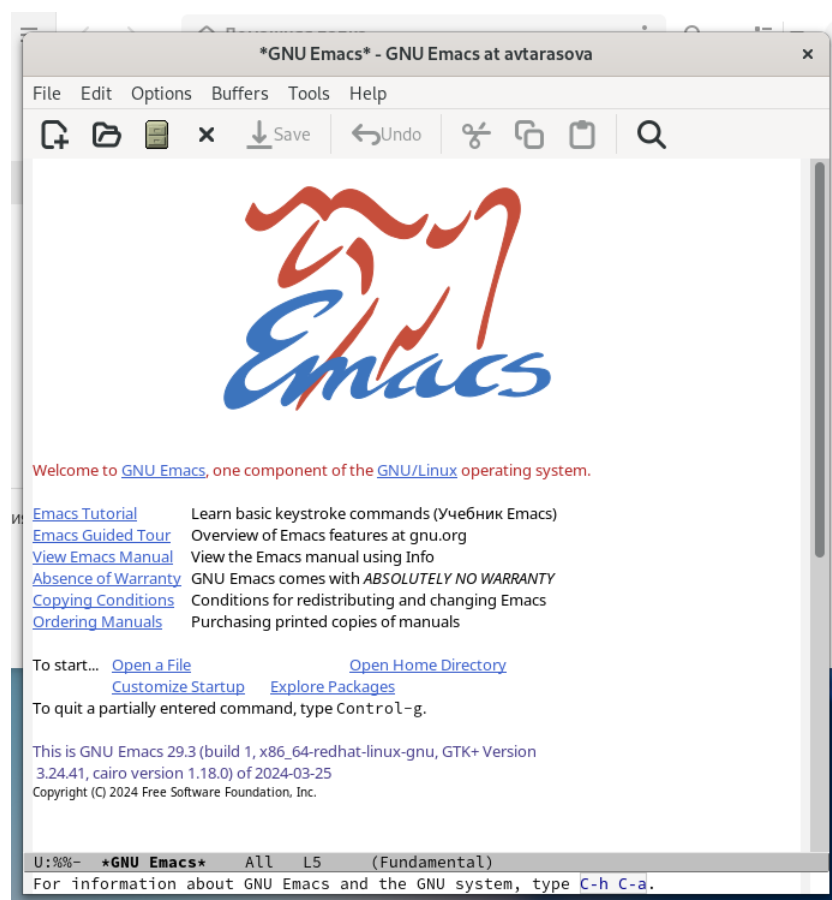 Домашняя папка
*GNU Emacs* - GNU Emacs at avtarasova
File Edit Options Buffers Tools Help
Save Undo
Emacs
Welcome to GNU Emacs, one component of the GNU/Linux operating system.
Emacs Tutorial Learn basic keystroke commands (Учебник Emacs)
Emacs Guided Tour Overview of Emacs features at gnu.org
View Emacs Manual View the Emacs manual using Info
Absence of Warranty GNU Emacs comes with ABSOLUTELY NO WARRANTY
Copying Conditions Conditions for redistributing and changing Emacs
Ordering Manuals Purchasing printed copies of manuals
To start... Open a File Open Home Directory
Customize Startup Explore Packages
To quit a partially entered command, type Control-g.
This is GNU Emacs 29.3 (build 1, x86_64-redhat-linux-gnu, GTK+ Version
3.24.41, cairo version 1.18.0) of 2024-03-25
Copyright (C) 2024 Free Software Foundation, Inc.
U:%%- *GNU Emacs* All L5 (Fundamental)
For information about GNU Emacs and the GNU system, type C-h C-a.